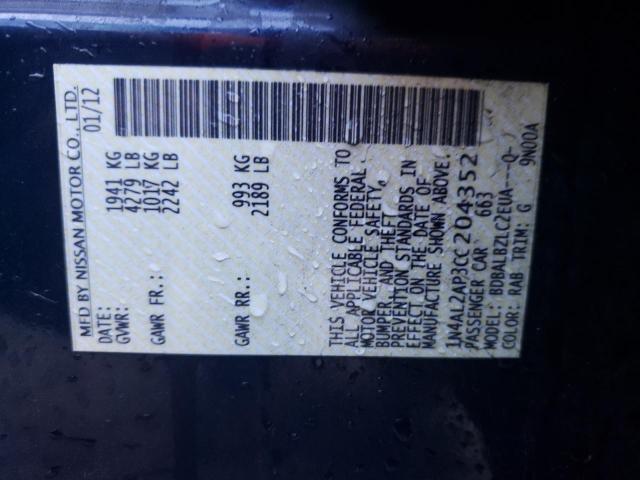 MFD BY NISSAN MOTOR CO., LTD.
DATE: 01/12
GVWR: 1941 KG
4279 LB
GAWR FR.: 1017 KG
2242 LB
GAWR RR.: 993 KG
2189 LB
THIS VEHICLE CONFORMS TO
ALL APPLICABLE FEDERAL
MOTOR VEHICLE SAFETY,
BUMPER, AND THEFT
PREVENTION STANDARDS IN
EFFECT ON THE DATE OF
MANUFACTURE SHOWN ABOVE.
1N4AL2AP3CC204352
PASSENGER CAR 663
MODEL: BDBALBZLCZEUA---Q-
COLOR: RAB TRIM: G 9N00A